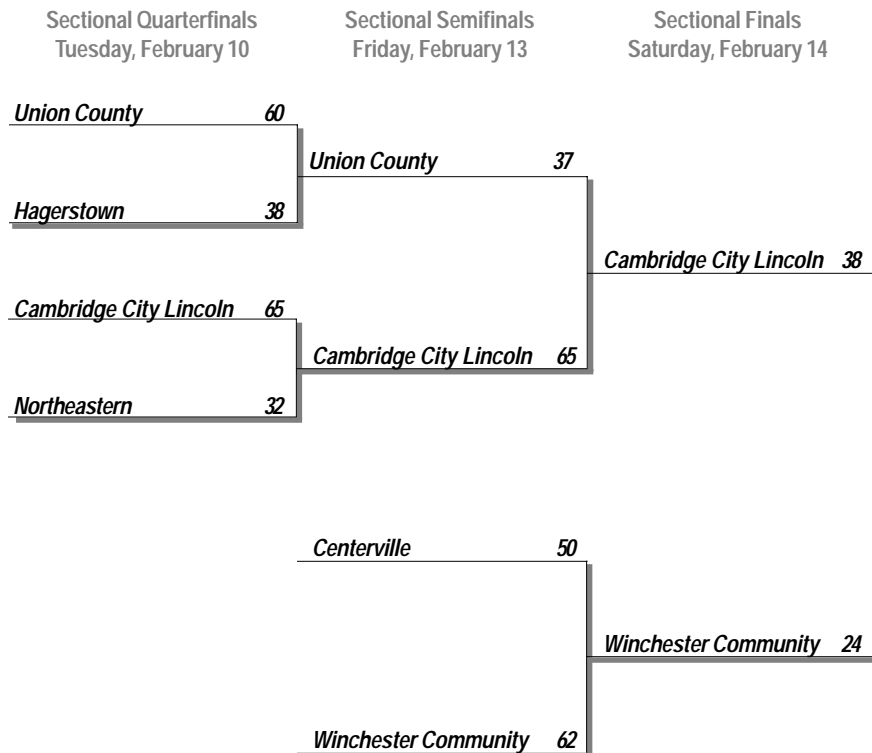 Sectional Quarterfinals
Tuesday, February 10
Sectional Semifinals
Friday, February 13
Sectional Finals
Saturday, February 14
Union County 60
Union County 37
Hagerstown 38
Cambridge City Lincoln 38
Cambridge City Lincoln 65
Cambridge City Lincoln 65
Northeastern 32
Centerville 50
Winchester Community 24
Winchester Community 62